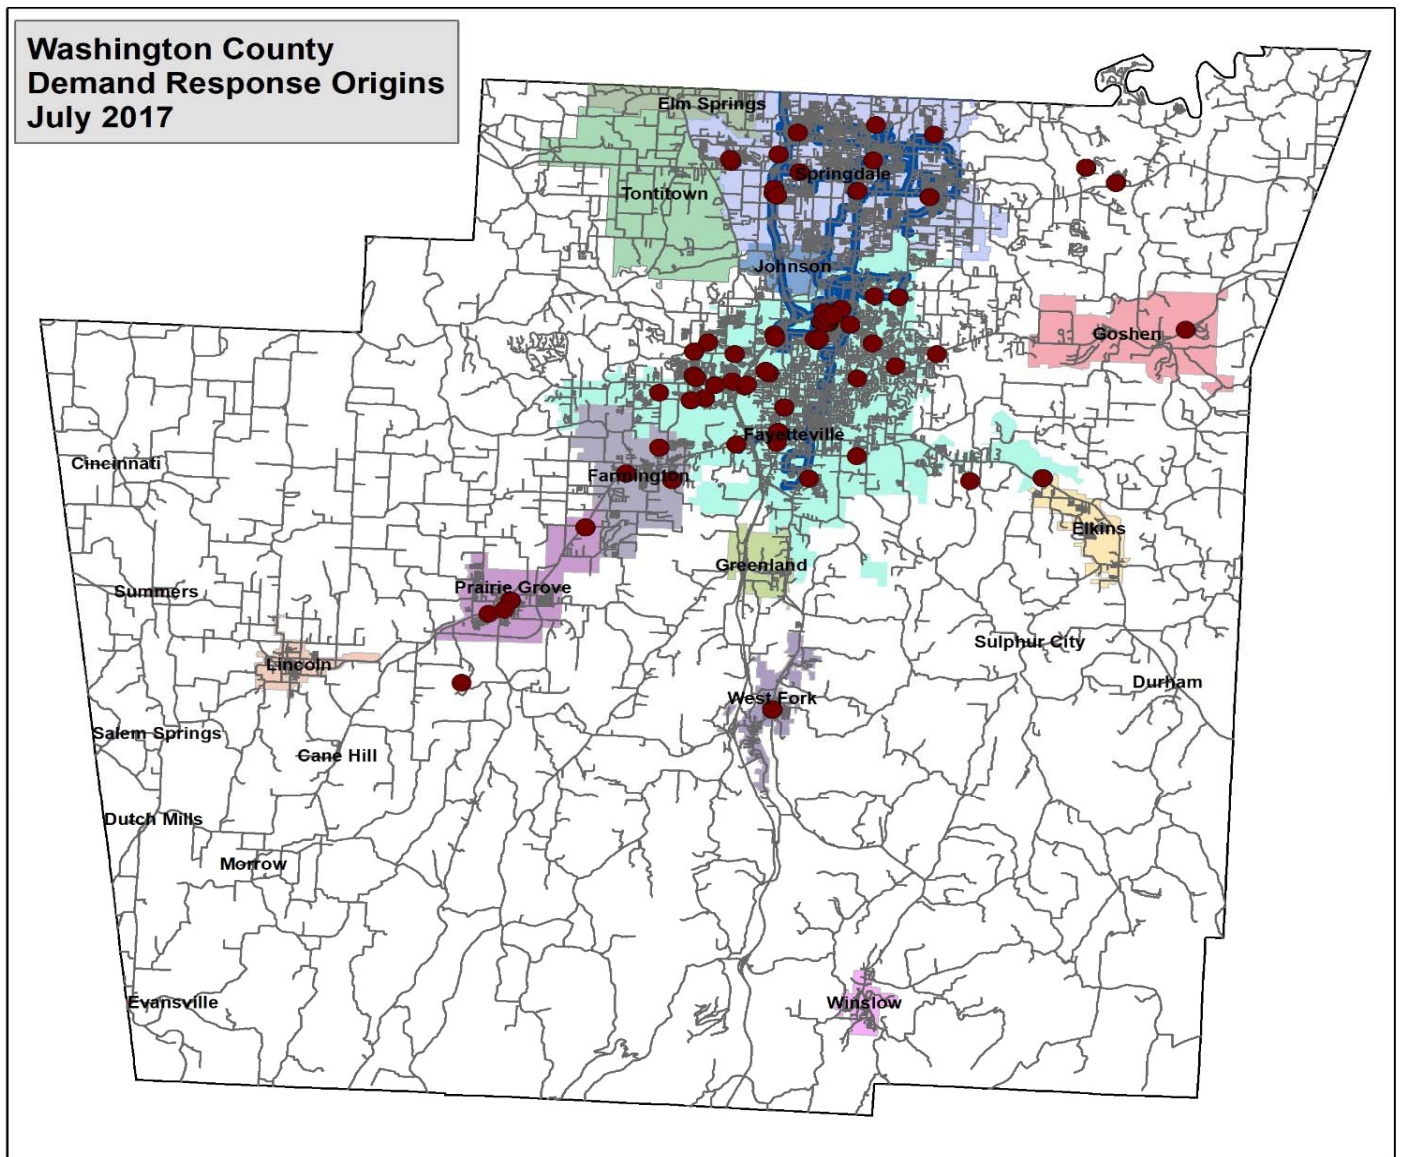 Washington County
Demand Response Origins
July 2017
Elm Springs
Springdale
Tontitown
Johnson
Goshen
Fayetteville
Cincinnati
Farmington
Elkins
Greenland
Prairie Grove
Summers
Sulphur City
Lincoln
Durham
West Fork
Salem Springs
Cane Hill
Dutch Mills
Morrow
Evansville
Winslow